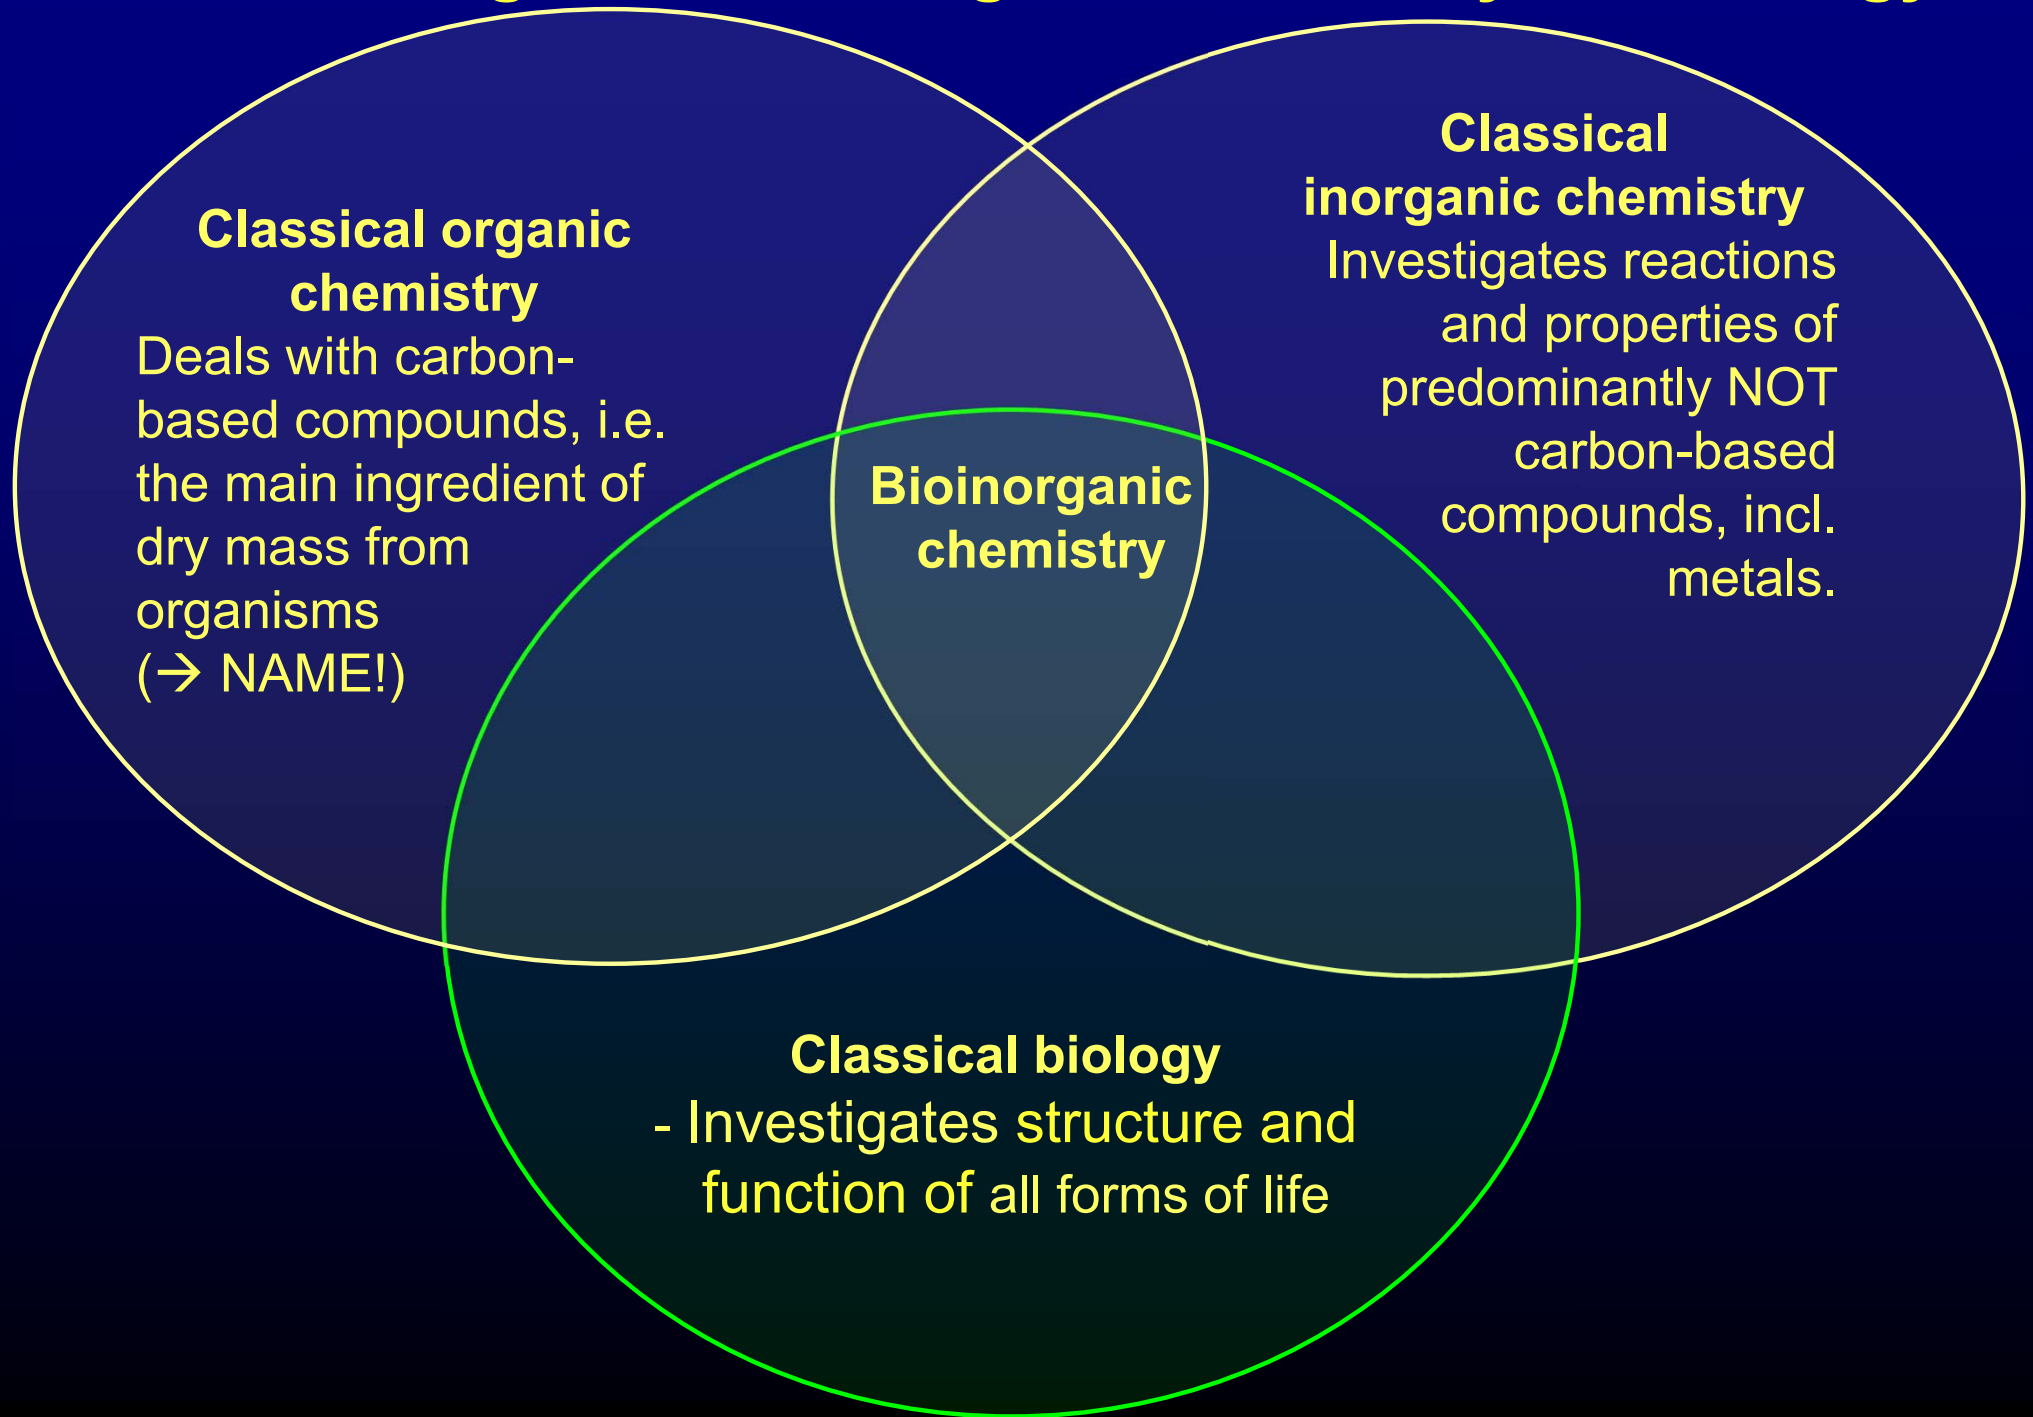 Classical organic
chemistry
Deals with carbon-
based compounds, i.e.
the main ingredient of
dry mass from
organisms
(→ NAME!)
Classical
inorganic chemistry
Investigates reactions
and properties of
predominantly NOT
carbon-based
compounds, incl.
metals.
Bioinorganic
chemistry
Classical biology
- Investigates structure and
function of all forms of life